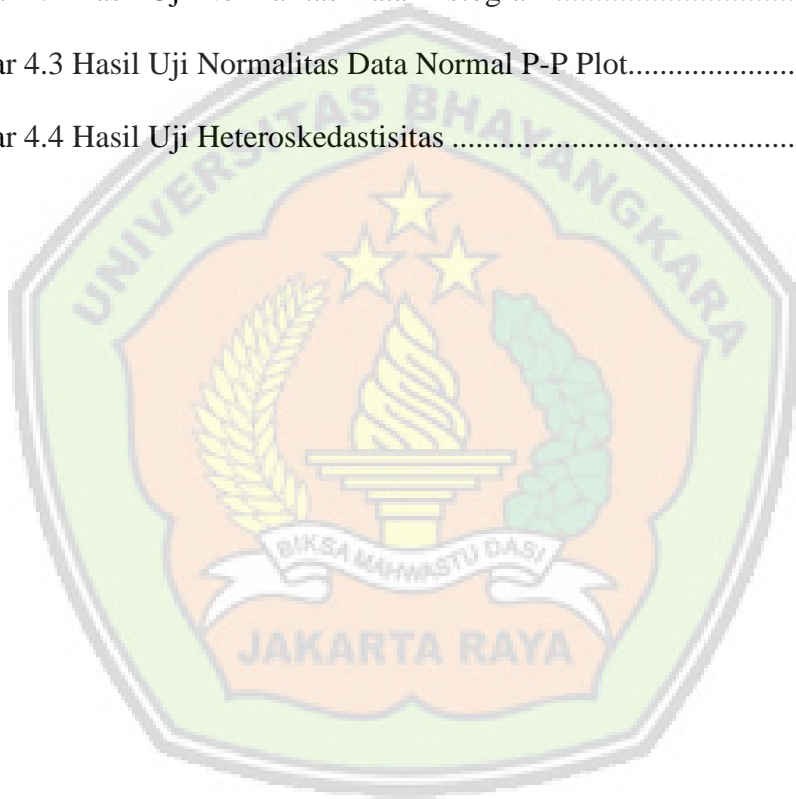 ar 4.3 Hasil Uji Normalitas Data Normal P-P Plot......................
ar 4.4 Hasil Uji Heteroskedastisitas .....................................
UNIVERSITAS BHAYANGKARA
BIKSA MAHWASTU DASI
JAKARTA RAYA